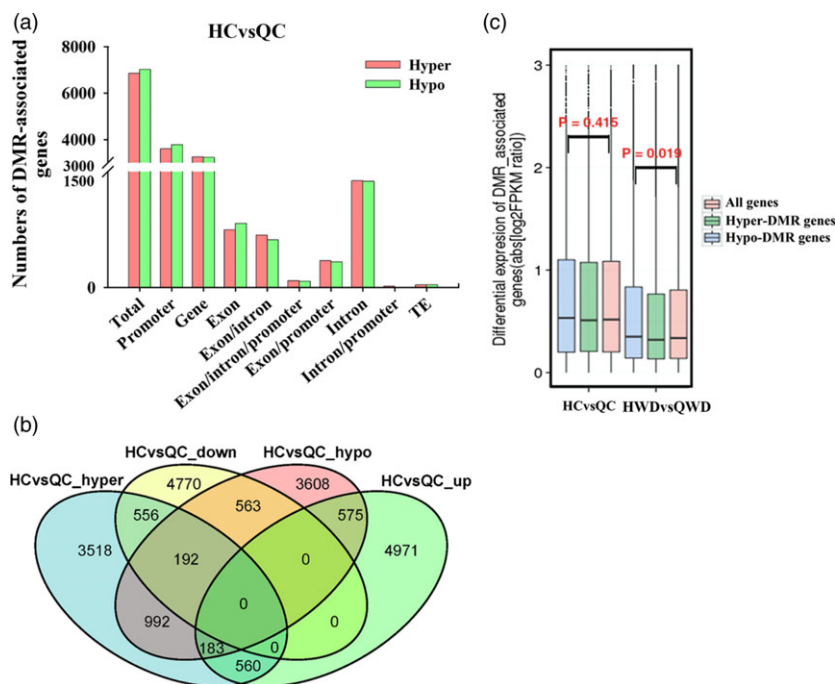 (a)
HCvsQC
Numbers of DMR-associated
genes
8000
6000
4000
3000
1500
0
Hyper
Hypo
Total
Promoter
Gene
Exon
Exon/intron
Exon/intron/promoter
Exon/promoter
Intron
Intron/promoter
TE
(c)
Differential expresion of DMR_associated
genes(abs[log2FPKM ratio])
3
2
1
0
P = 0.415
P = 0.019
HCvsQC
HWDvsQWD
All genes
Hyper-DMR genes
Hypo-DMR genes
(b)
HCvsQC_hyper
HCvsQC_down
HCvsQC_hypo
HCvsQC_up
4770
3608
556
563
575
3518
192
0
4971
0
992
0
183
0
560